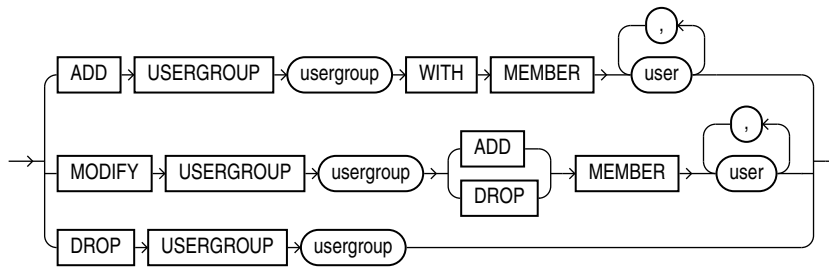 ,
ADD USERGROUP usergroup WITH MEMBER user
,
ADD
MODIFY USERGROUP usergroup MEMBER user
DROP
DROP USERGROUP usergroup